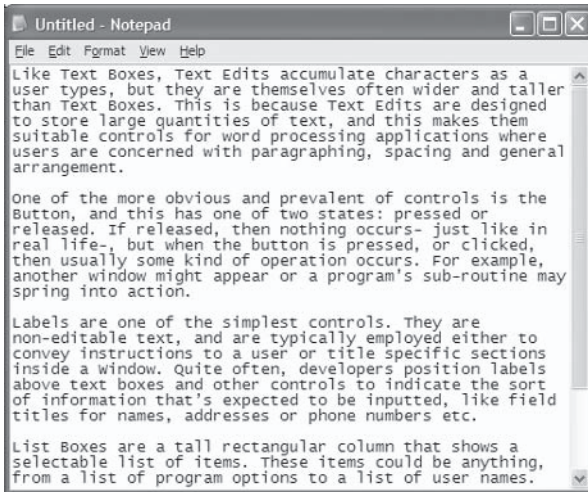 Untitled - Notepad
File Edit Format View Help
Like Text Boxes, Text Edits accumulate characters as a
user types, but they are themselves often wider and taller
than Text Boxes. This is because Text Edits are designed
to store large quantities of text, and this makes them
suitable controls for word processing applications where
users are concerned with paragraphing, spacing and general
arrangement.

One of the more obvious and prevalent of controls is the
Button, and this has one of two states: pressed or
released. If released, then nothing occurs- just like in
real life-, but when the button is pressed, or clicked,
then usually some kind of operation occurs. For example,
another window might appear or a program's sub-routine may
spring into action.

Labels are one of the simplest controls. They are
non-editable text, and are typically employed either to
convey instructions to a user or title specific sections
inside a Window. Quite often, developers position labels
above text boxes and other controls to indicate the sort
of information that's expected to be inputted, like field
titles for names, addresses or phone numbers etc.

List Boxes are a tall rectangular column that shows a
selectable list of items. These items could be anything,
from a list of program options to a list of user names.